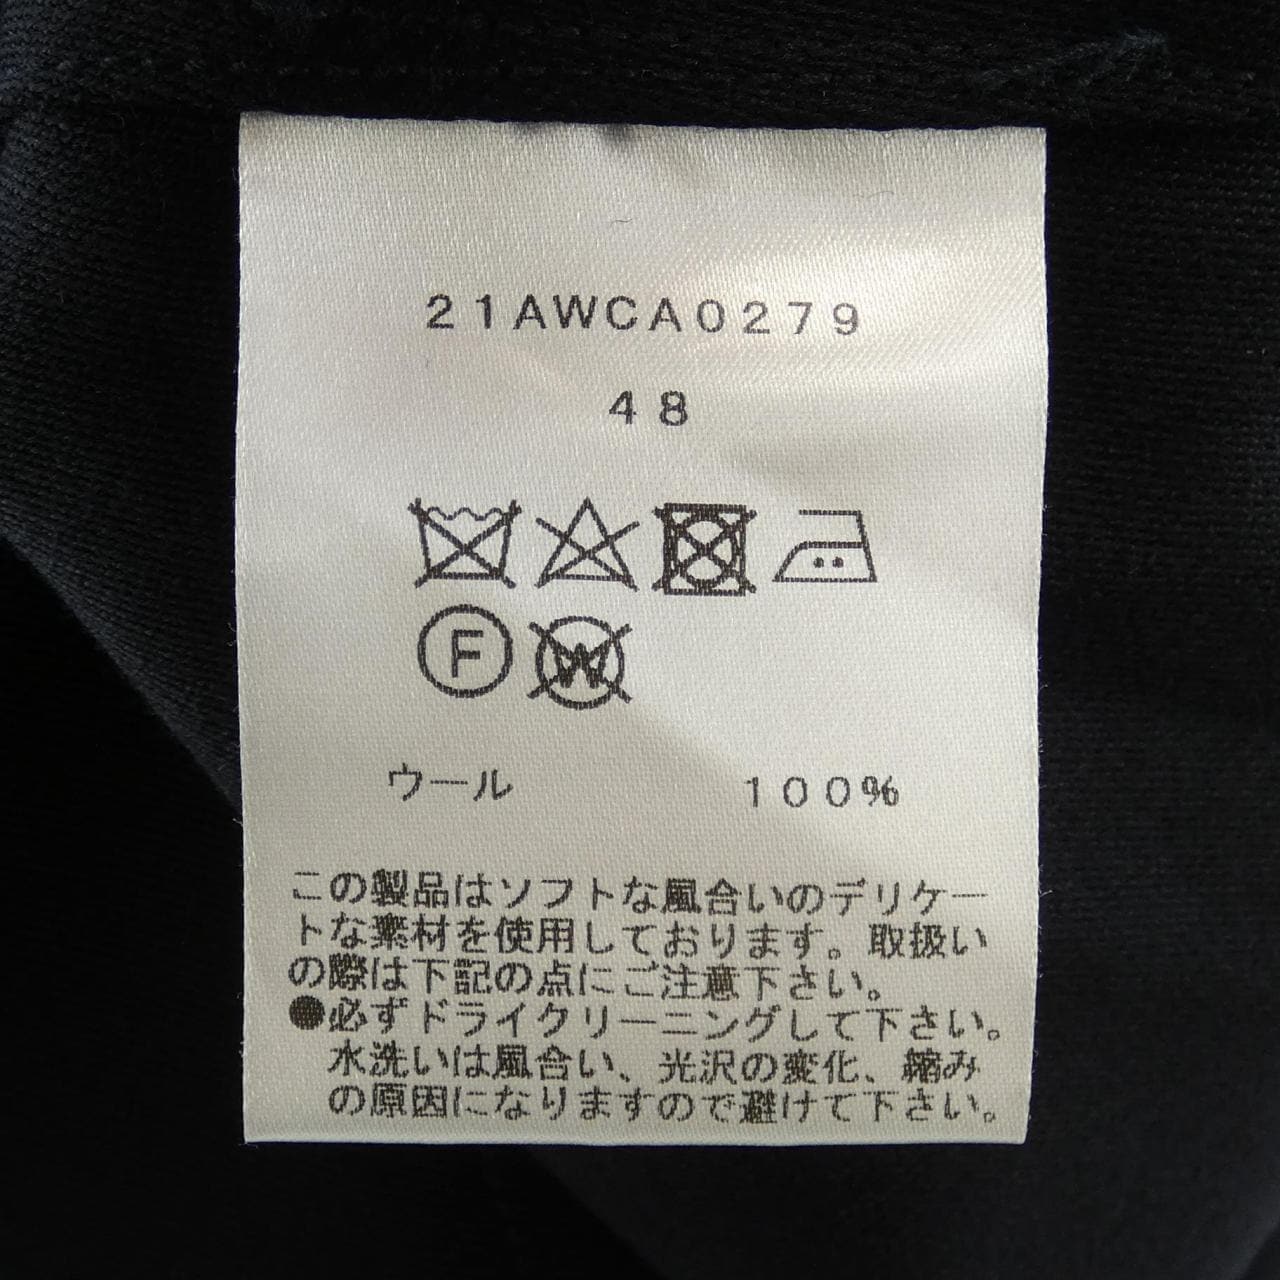 21AWCA0279
48
F
W
ウール 100%
この製品はソフトな風合いのデリケー
トな素材を使用しております。取扱い
の際は下記の点にご注意下さい。
●必ずドライクリーニングして下さい。
水洗いは風合い、光沢の変化、縮み
の原因になりますので避けて下さい。